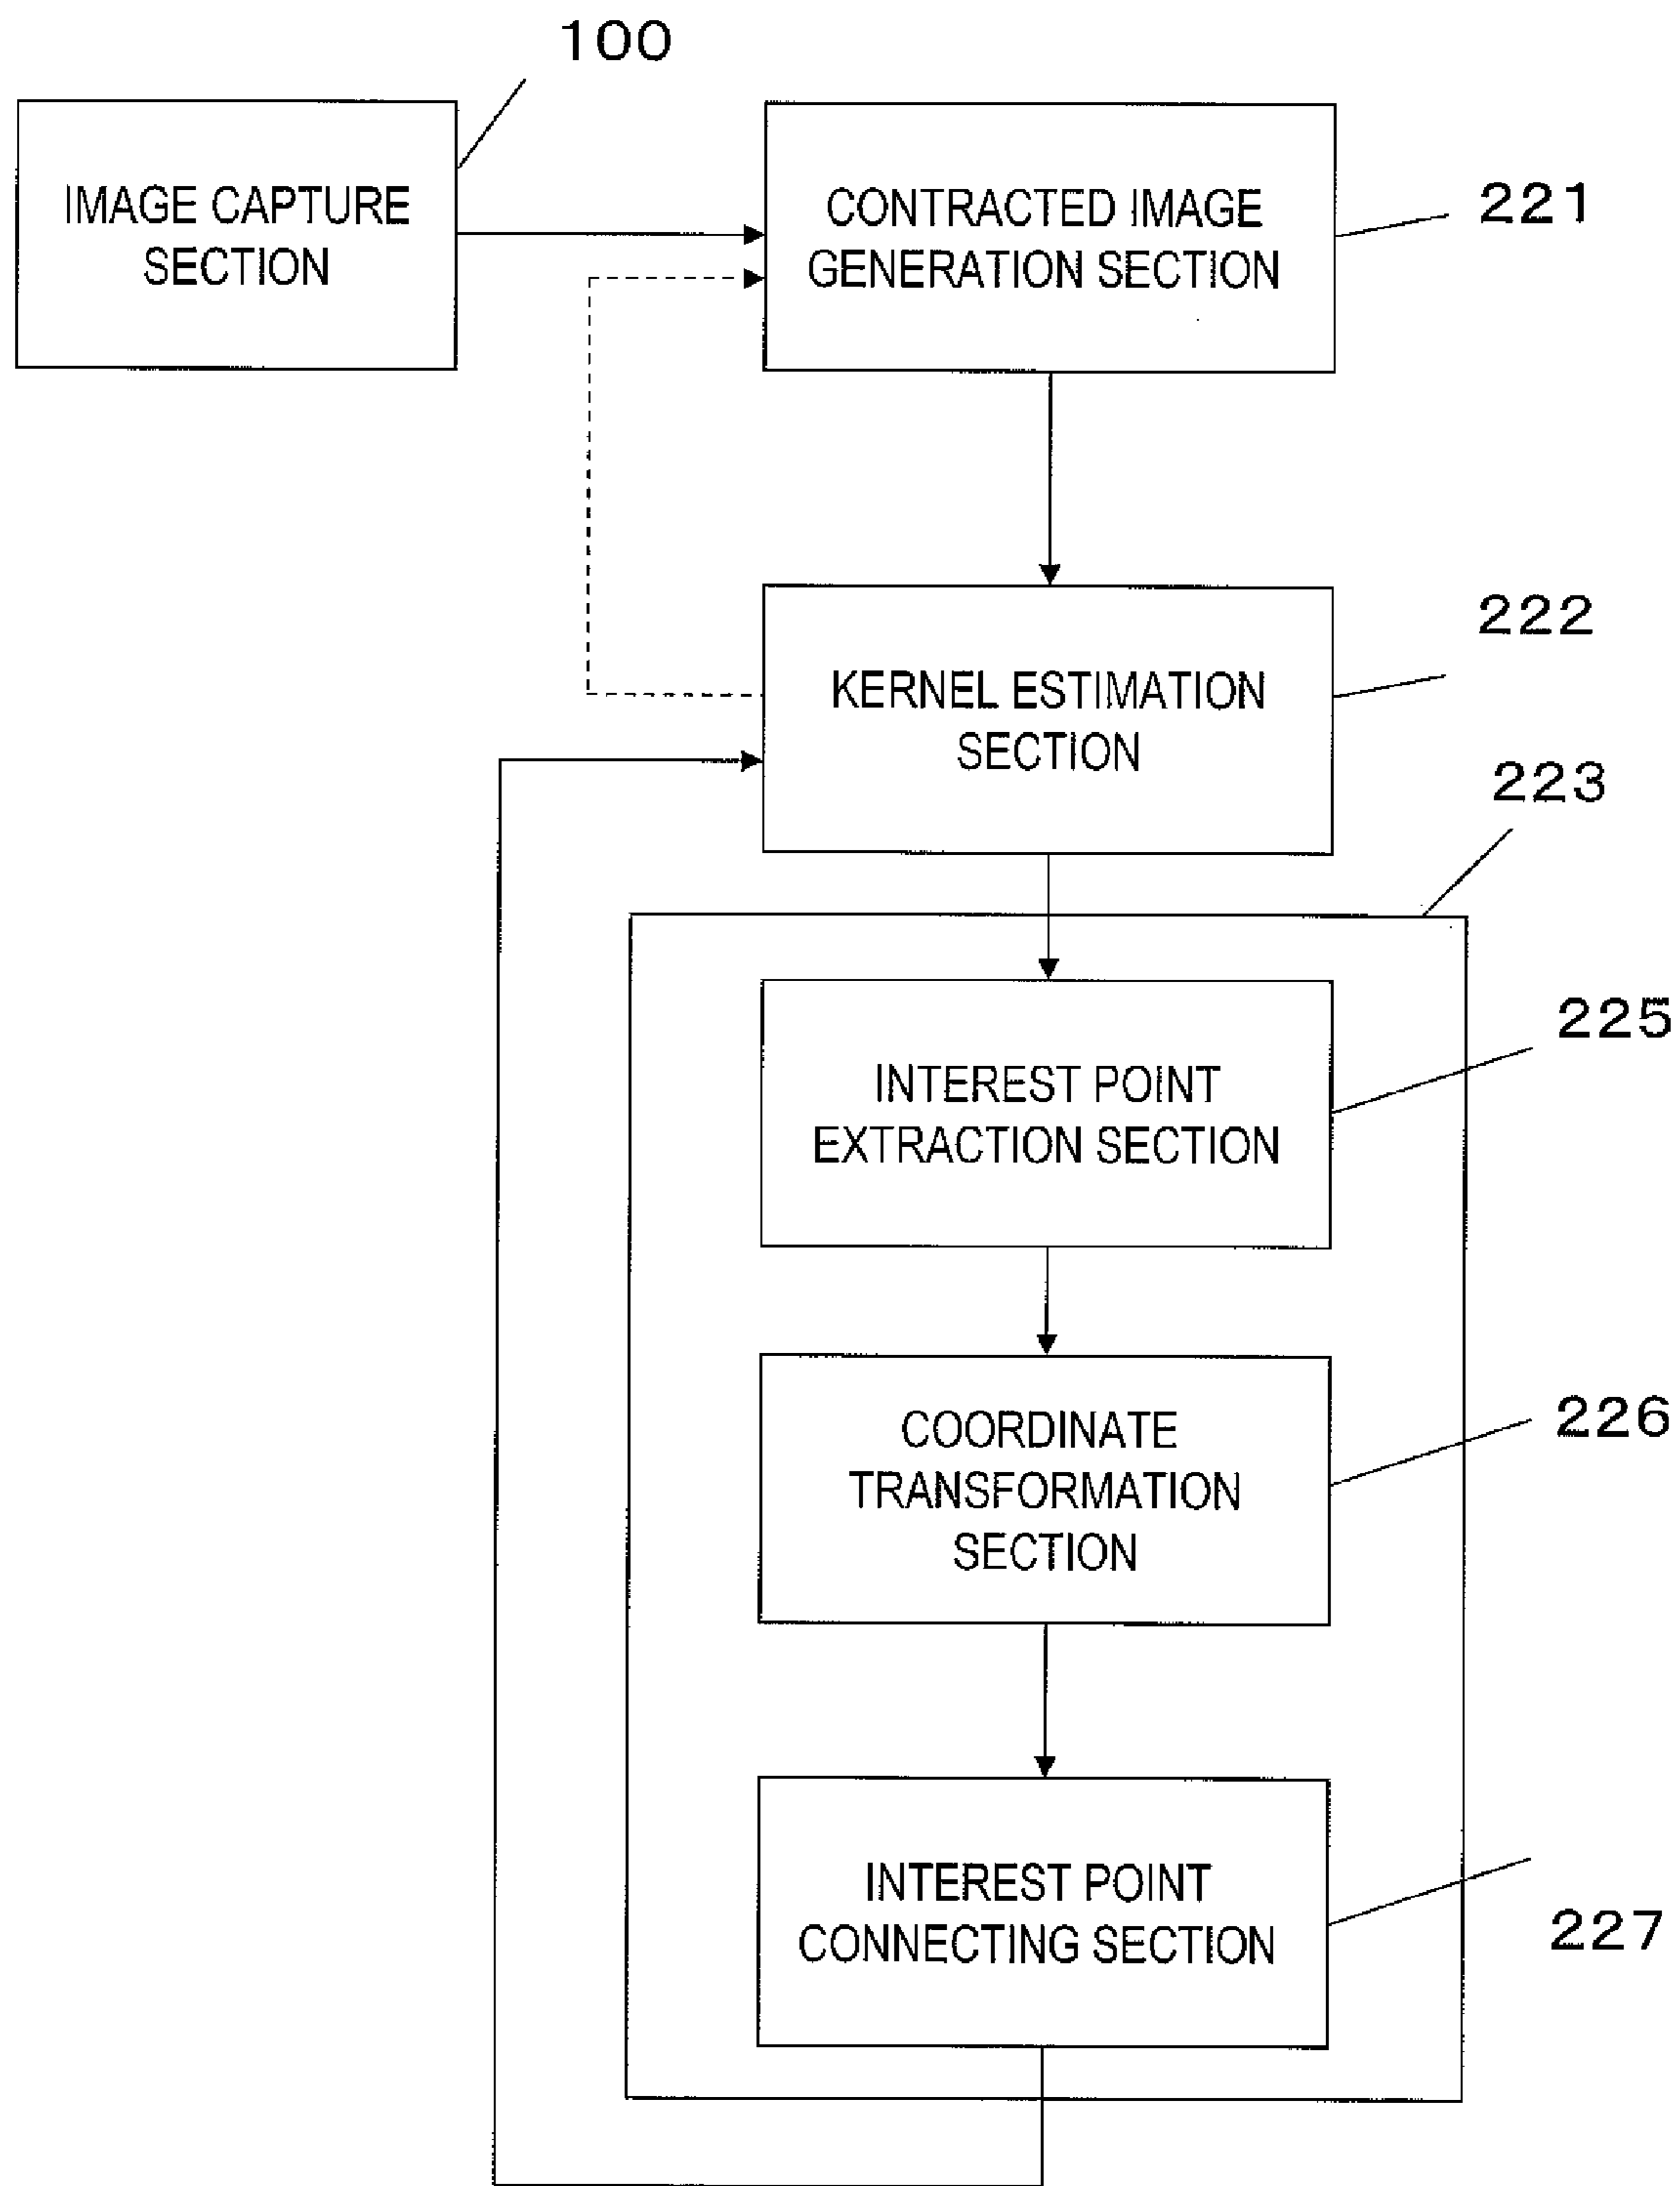 100
IMAGE CAPTURE
SECTION
CONTRACTED IMAGE
GENERATION SECTION
221
KERNEL ESTIMATION
SECTION
222
223
INTEREST POINT
EXTRACTION SECTION
225
COORDINATE
TRANSFORMATION
SECTION
226
INTEREST POINT
CONNECTING SECTION
227